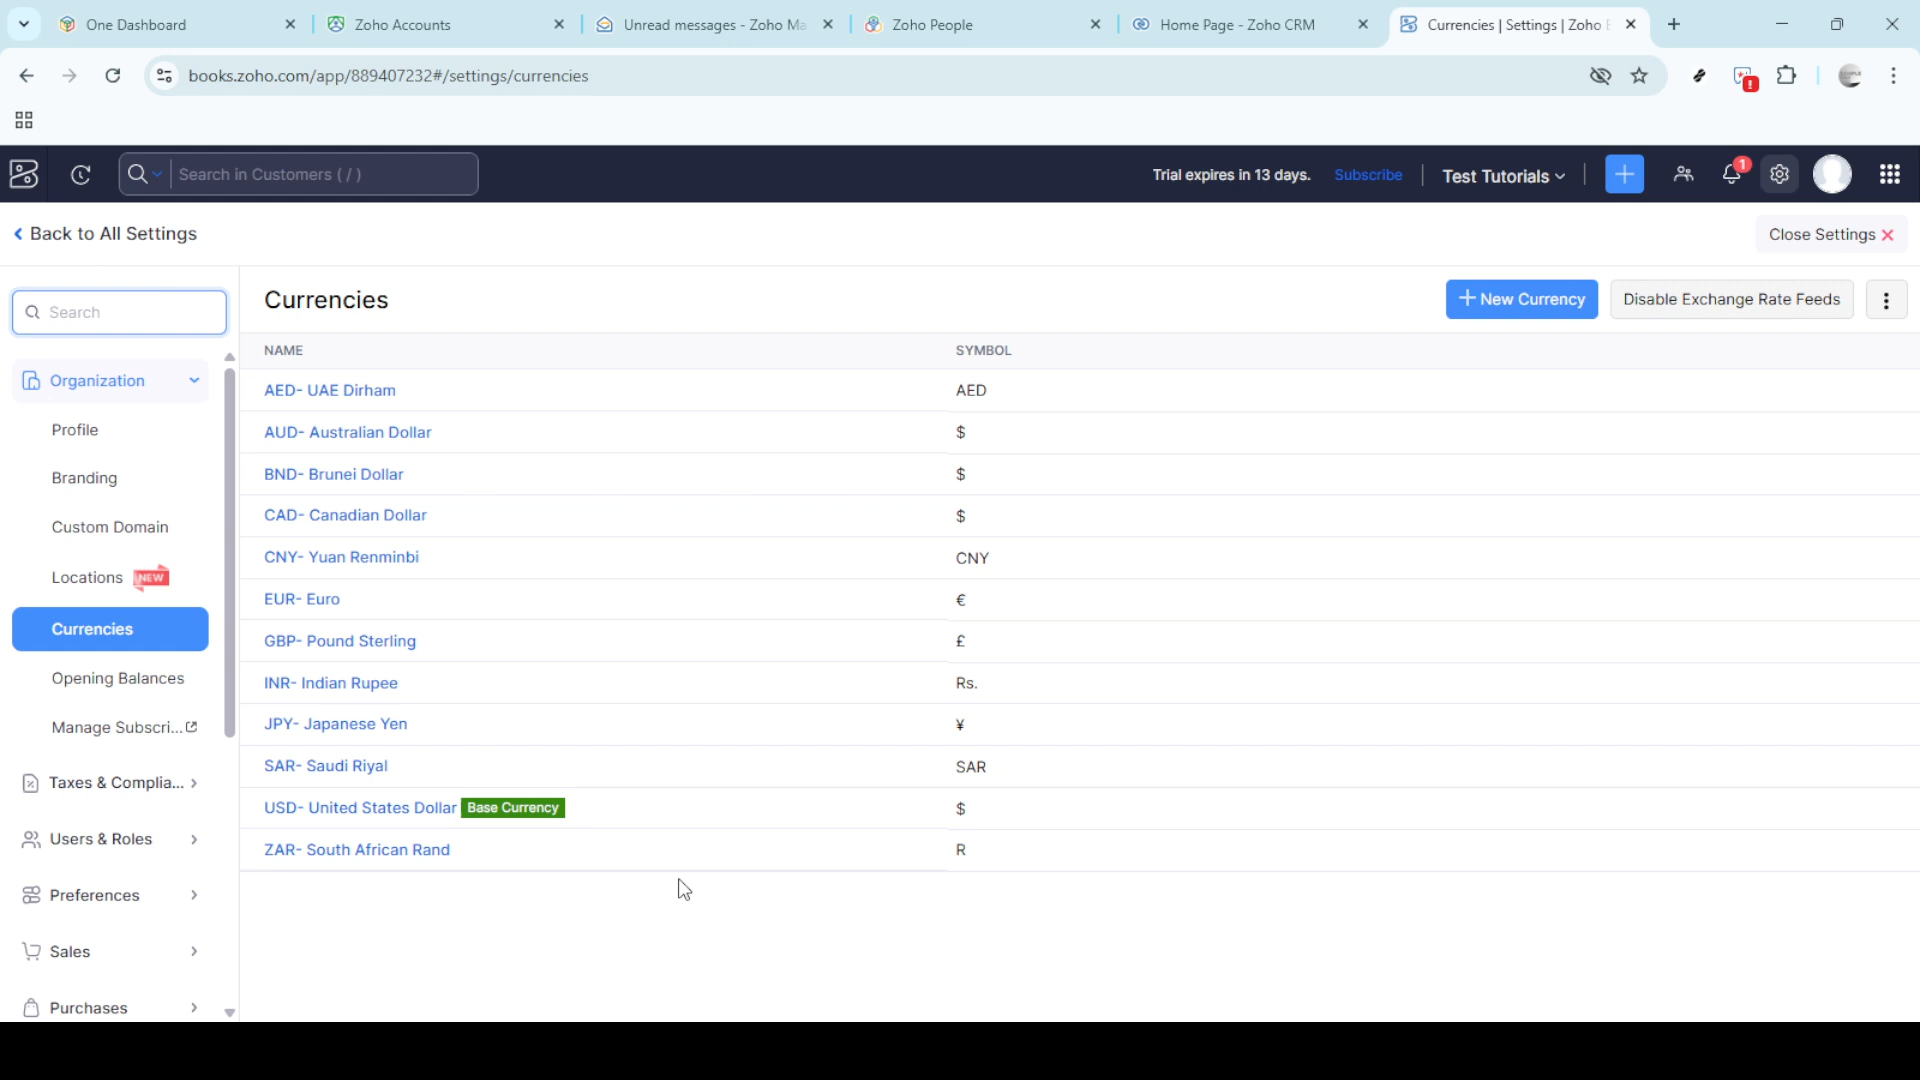 One Dashboard
Zoho Accounts
Unread messages - Zoho Ma
Zoho People
Home Page - Zoho CRM
Currencies | Settings | Zoho
books.zoho.com/app/889407232#/settings/currencies
Search in Customers ( / )
Trial expires in 13 days.
Subscribe
Test Tutorials
1
Back to All Settings
Close Settings
Search
Organization
Profile
Branding
Custom Domain
Locations NEW
Currencies
Opening Balances
Manage Subscri...
Taxes & Complia...
Users & Roles
Preferences
Sales
Purchases
Currencies
+ New Currency
Disable Exchange Rate Feeds
NAME SYMBOL
AED- UAE Dirham AED
AUD- Australian Dollar $
BND- Brunei Dollar $
CAD- Canadian Dollar $
CNY- Yuan Renminbi CNY
EUR- Euro €
GBP- Pound Sterling £
INR- Indian Rupee Rs.
JPY- Japanese Yen ¥
SAR- Saudi Riyal SAR
USD- United States Dollar Base Currency $
ZAR- South African Rand R